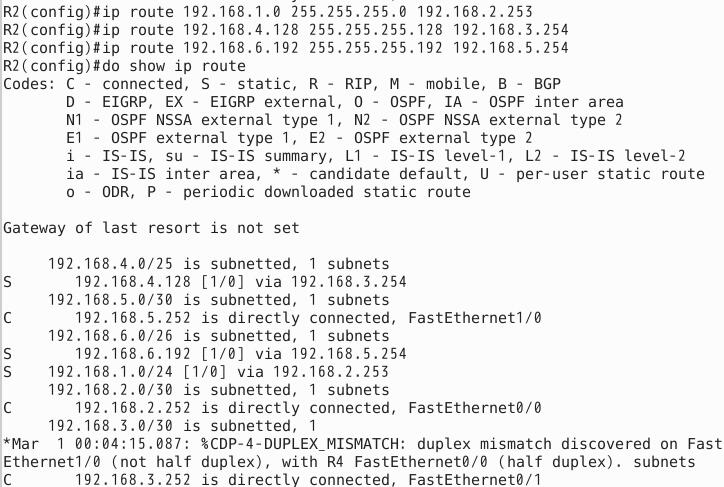 R2(config)#ip route 192.168.1.0 255.255.255.0 192.168.2.253
R2(config)#ip route 192.168.4.128 255.255.255.128 192.168.3.254
R2(config)#ip route 192.168.6.192 255.255.255.192 192.168.5.254
R2(config)#do show ip route
Codes: C - connected, S - static, R - RIP, M - mobile, B - BGP
       D - EIGRP, EX - EIGRP external, O - OSPF, IA - OSPF inter area
       N1 - OSPF NSSA external type 1, N2 - OSPF NSSA external type 2
       E1 - OSPF external type 1, E2 - OSPF external type 2
       i - IS-IS, su - IS-IS summary, L1 - IS-IS level-1, L2 - IS-IS level-2
       ia - IS-IS inter area, * - candidate default, U - per-user static route
       o - ODR, P - periodic downloaded static route

Gateway of last resort is not set

     192.168.4.0/25 is subnetted, 1 subnets
S       192.168.4.128 [1/0] via 192.168.3.254
     192.168.5.0/30 is subnetted, 1 subnets
C       192.168.5.252 is directly connected, FastEthernet1/0
     192.168.6.0/26 is subnetted, 1 subnets
S       192.168.6.192 [1/0] via 192.168.5.254
S       192.168.1.0/24 [1/0] via 192.168.2.253
     192.168.2.0/30 is subnetted, 1 subnets
C       192.168.2.252 is directly connected, FastEthernet0/0
     192.168.3.0/30 is subnetted, 1
*Mar  1 00:04:15.087: %CDP-4-DUPLEX_MISMATCH: duplex mismatch discovered on Fast
Ethernet1/0 (not half duplex), with R4 FastEthernet0/0 (half duplex). subnets
C       192.168.3.252 is directly connected, FastEthernet0/1